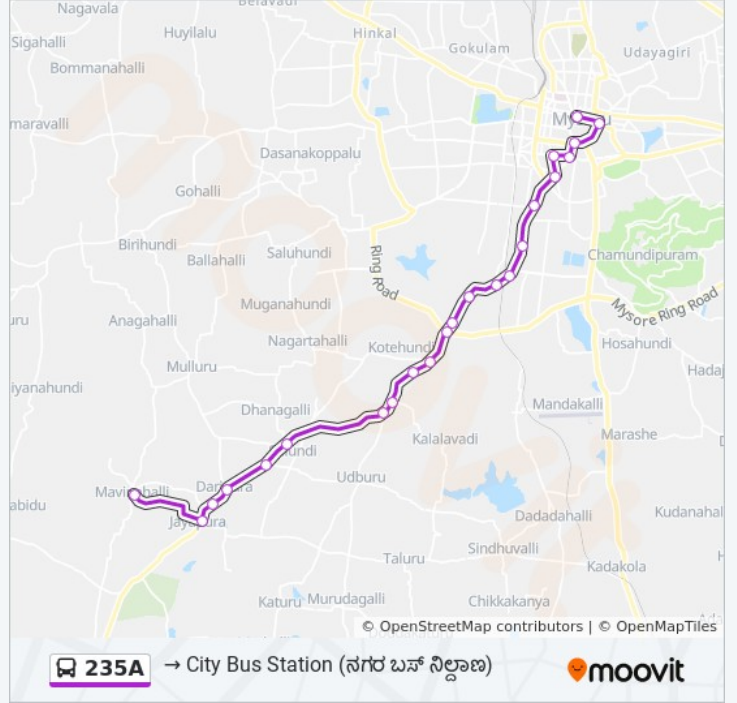 Nagavala
Belavadi
Sigahalli
Huyilalu
Hinkal
Gokulam
Udayagiri
Bommanahalli
maravalli
Dasanakoppalu
Gohalli
Birihundi
Ballahalli
Saluhundi
Ring Road
Chamundipuram
Muganahundi
Mysore Ring Road
uru
Anagahalli
Nagartahalli
Kotehundi
Hosahundi
Mulluru
Hadaj
iyanahundi
Dhanagalli
Mandakalli
Kalalavadi
Marashe
undi
Udburu
abidu
Dadadahalli
Kudanahal
Sindhuvalli
Taluru
Kadakola
Katuru
Murudagalli
Chikkakanya
© OpenStreetMap contributors | © OpenMapTiles
235A → City Bus Station (ನಗರ ಬಸ್ ನಿಲ್ದಾಣ)
moovit